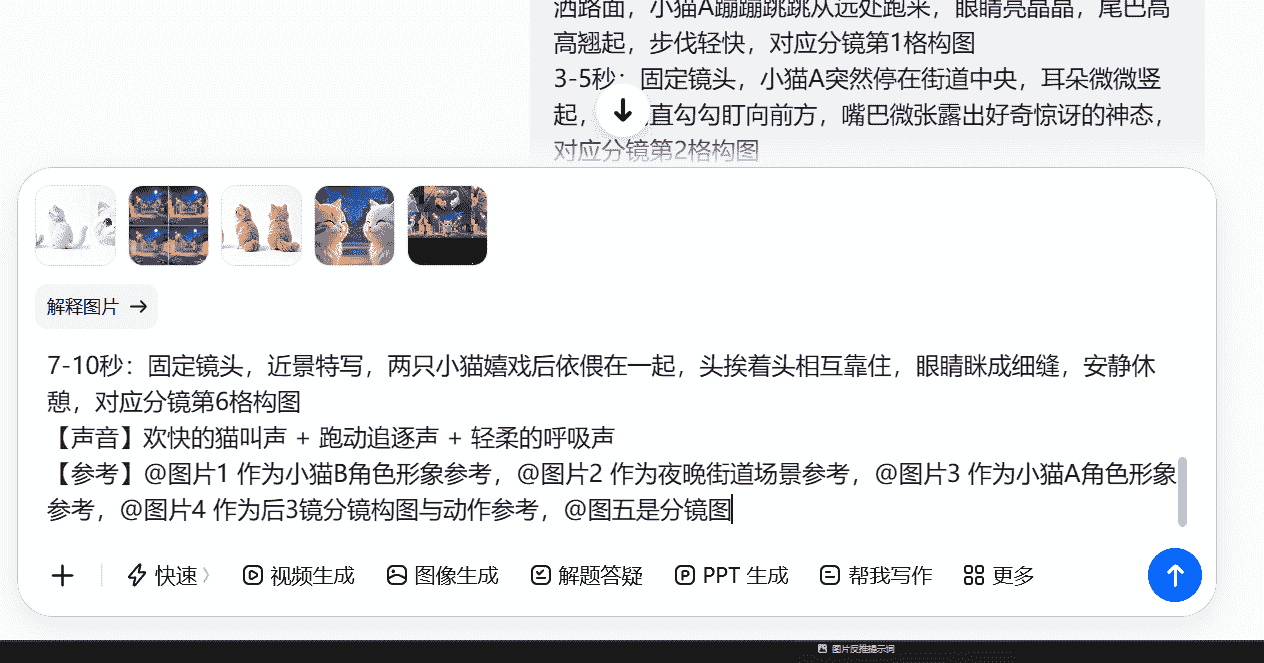 洒路面，小猫A蹦蹦跳跳从远处跑来，眼睛亮晶晶，尾巴高
高翘起，步伐轻快，对应分镜第1格构图
3-5秒：固定镜头，小猫A突然停在街道中央，耳朵微微竖
起，直勾勾盯向前方，嘴巴微张露出好奇惊讶的神态，
对应分镜第2格构图
解释图片 →
7-10秒：固定镜头，近景特写，两只小猫嬉戏后依偎在一起，头挨着头相互靠住，眼睛眯成细缝，安静休
憩，对应分镜第6格构图
【声音】欢快的猫叫声 + 跑动追逐声 + 轻柔的呼吸声
【参考】@图片1 作为小猫B角色形象参考，@图片2 作为夜晚街道场景参考，@图片3 作为小猫A角色形象
参考，@图片4 作为后3镜分镜构图与动作参考，@图五是分镜图
快速 视频生成 图像生成 解题答疑 PPT 生成 帮我写作 更多
图片反推提示词